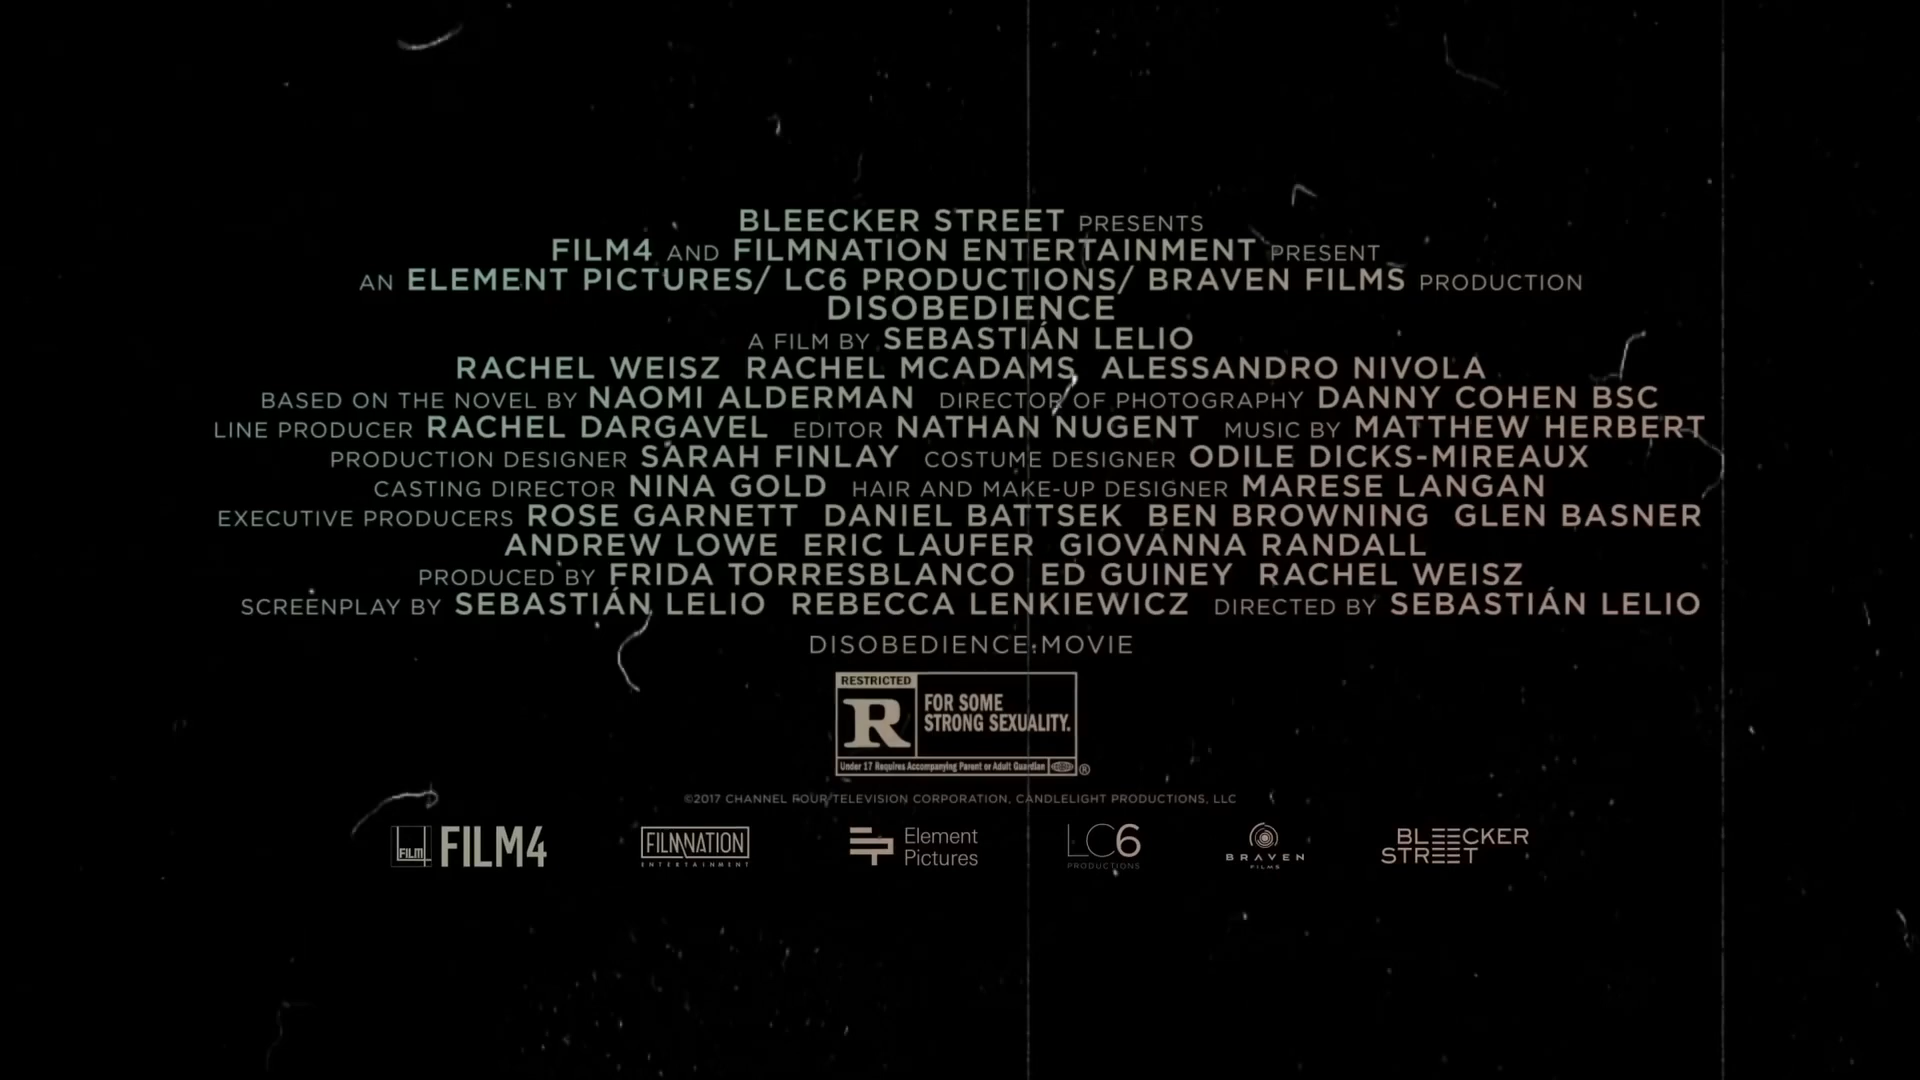 BLEECKER STREET PRESENTS
FILM4 AND FILMNATION ENTERTAINMENT PRESENT
AN ELEMENT PICTURES/ LC6 PRODUCTIONS/ BRAVEN FILMS PRODUCTION
DISOBEDIENCE
A FILM BY SEBASTIÁN LELIO
RACHEL WEISZ RACHEL MCADAMS ALESSANDRO NIVOLA
BASED ON THE NOVEL BY NAOMI ALDERMAN DIRECTOR OF PHOTOGRAPHY DANNY COHEN BSC
LINE PRODUCER RACHEL DARGAVEL EDITOR NATHAN NUGENT MUSIC BY MATTHEW HERBERT
PRODUCTION DESIGNER SARAH FINLAY COSTUME DESIGNER ODILE DICKS-MIREAUX
CASTING DIRECTOR NINA GOLD HAIR AND MAKE-UP DESIGNER MARESE LANGAN
EXECUTIVE PRODUCERS ROSE GARNETT DANIEL BATTSEK BEN BROWNING GLEN BASNER
ANDREW LOWE ERIC LAUFER GIOVANNA RANDALL
PRODUCED BY FRIDA TORRESBLANCO ED GUINEY RACHEL WEISZ
SCREENPLAY BY SEBASTIÁN LELIO REBECCA LENKIEWICZ DIRECTED BY SEBASTIÁN LELIO
DISOBEDIENCE.MOVIE
RESTRICTED
R
FOR SOME
STRONG SEXUALITY.
Under 17 Requires Accompanying Parent or Adult Guardian
®
©2017 CHANNEL FOUR TELEVISION CORPORATION, CANDLELIGHT PRODUCTIONS, LLC
FILM4 FILM4
FILMNATION
ENTERTAINMENT
Element
Pictures
LC6
PRODUCTIONS
BRAVEN
FILMS
BLEECKER
STREET